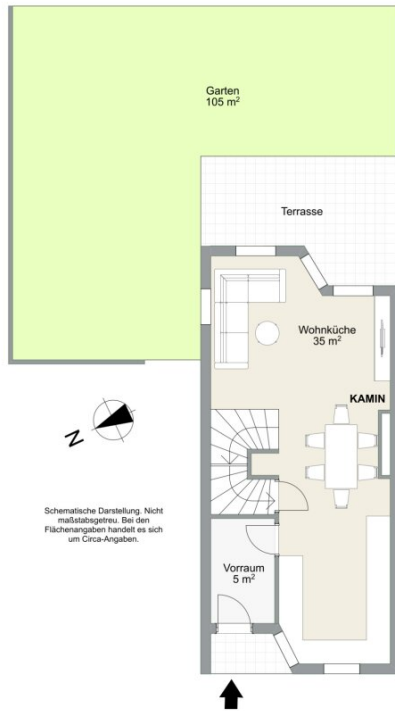 Garten
105 m²
Terrasse
Wohnküche
35 m²
KAMIN
N
Schematische Darstellung. Nicht
maßstabsgetreu. Bei den
Flächenangaben handelt es sich
um Circa-Angaben.
Vorraum
5 m²